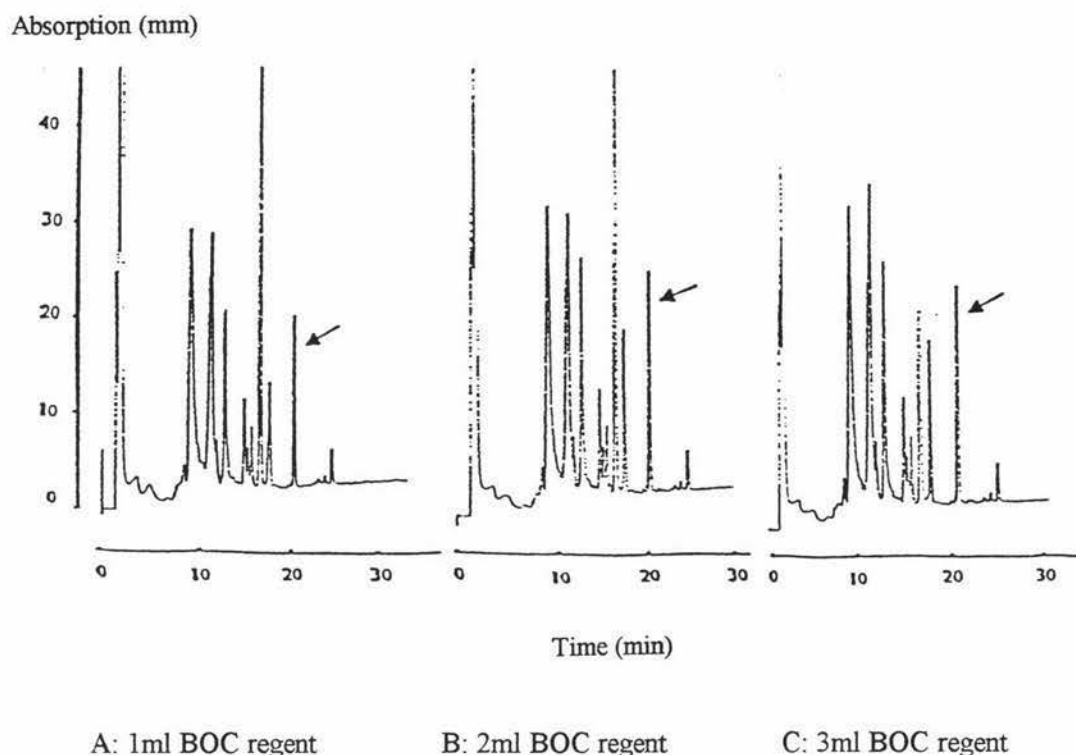 Absorption (mm)
40
30
20
10
0
0 10 20 30
0 10 20 30
0 10 20 30
Time (min)
A: 1ml BOC regent
B: 2ml BOC regent
C: 3ml BOC regent